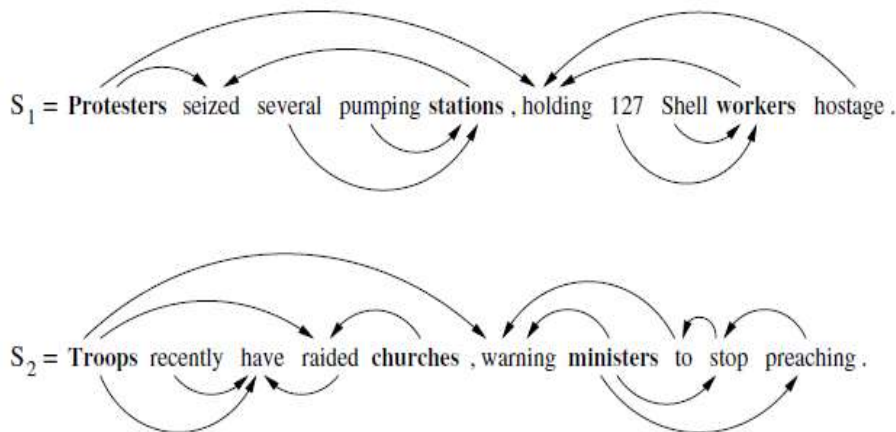 S1 = Protesters seized several pumping stations , holding 127 Shell workers hostage .
S2 = Troops recently have raided churches , warning ministers to stop preaching .